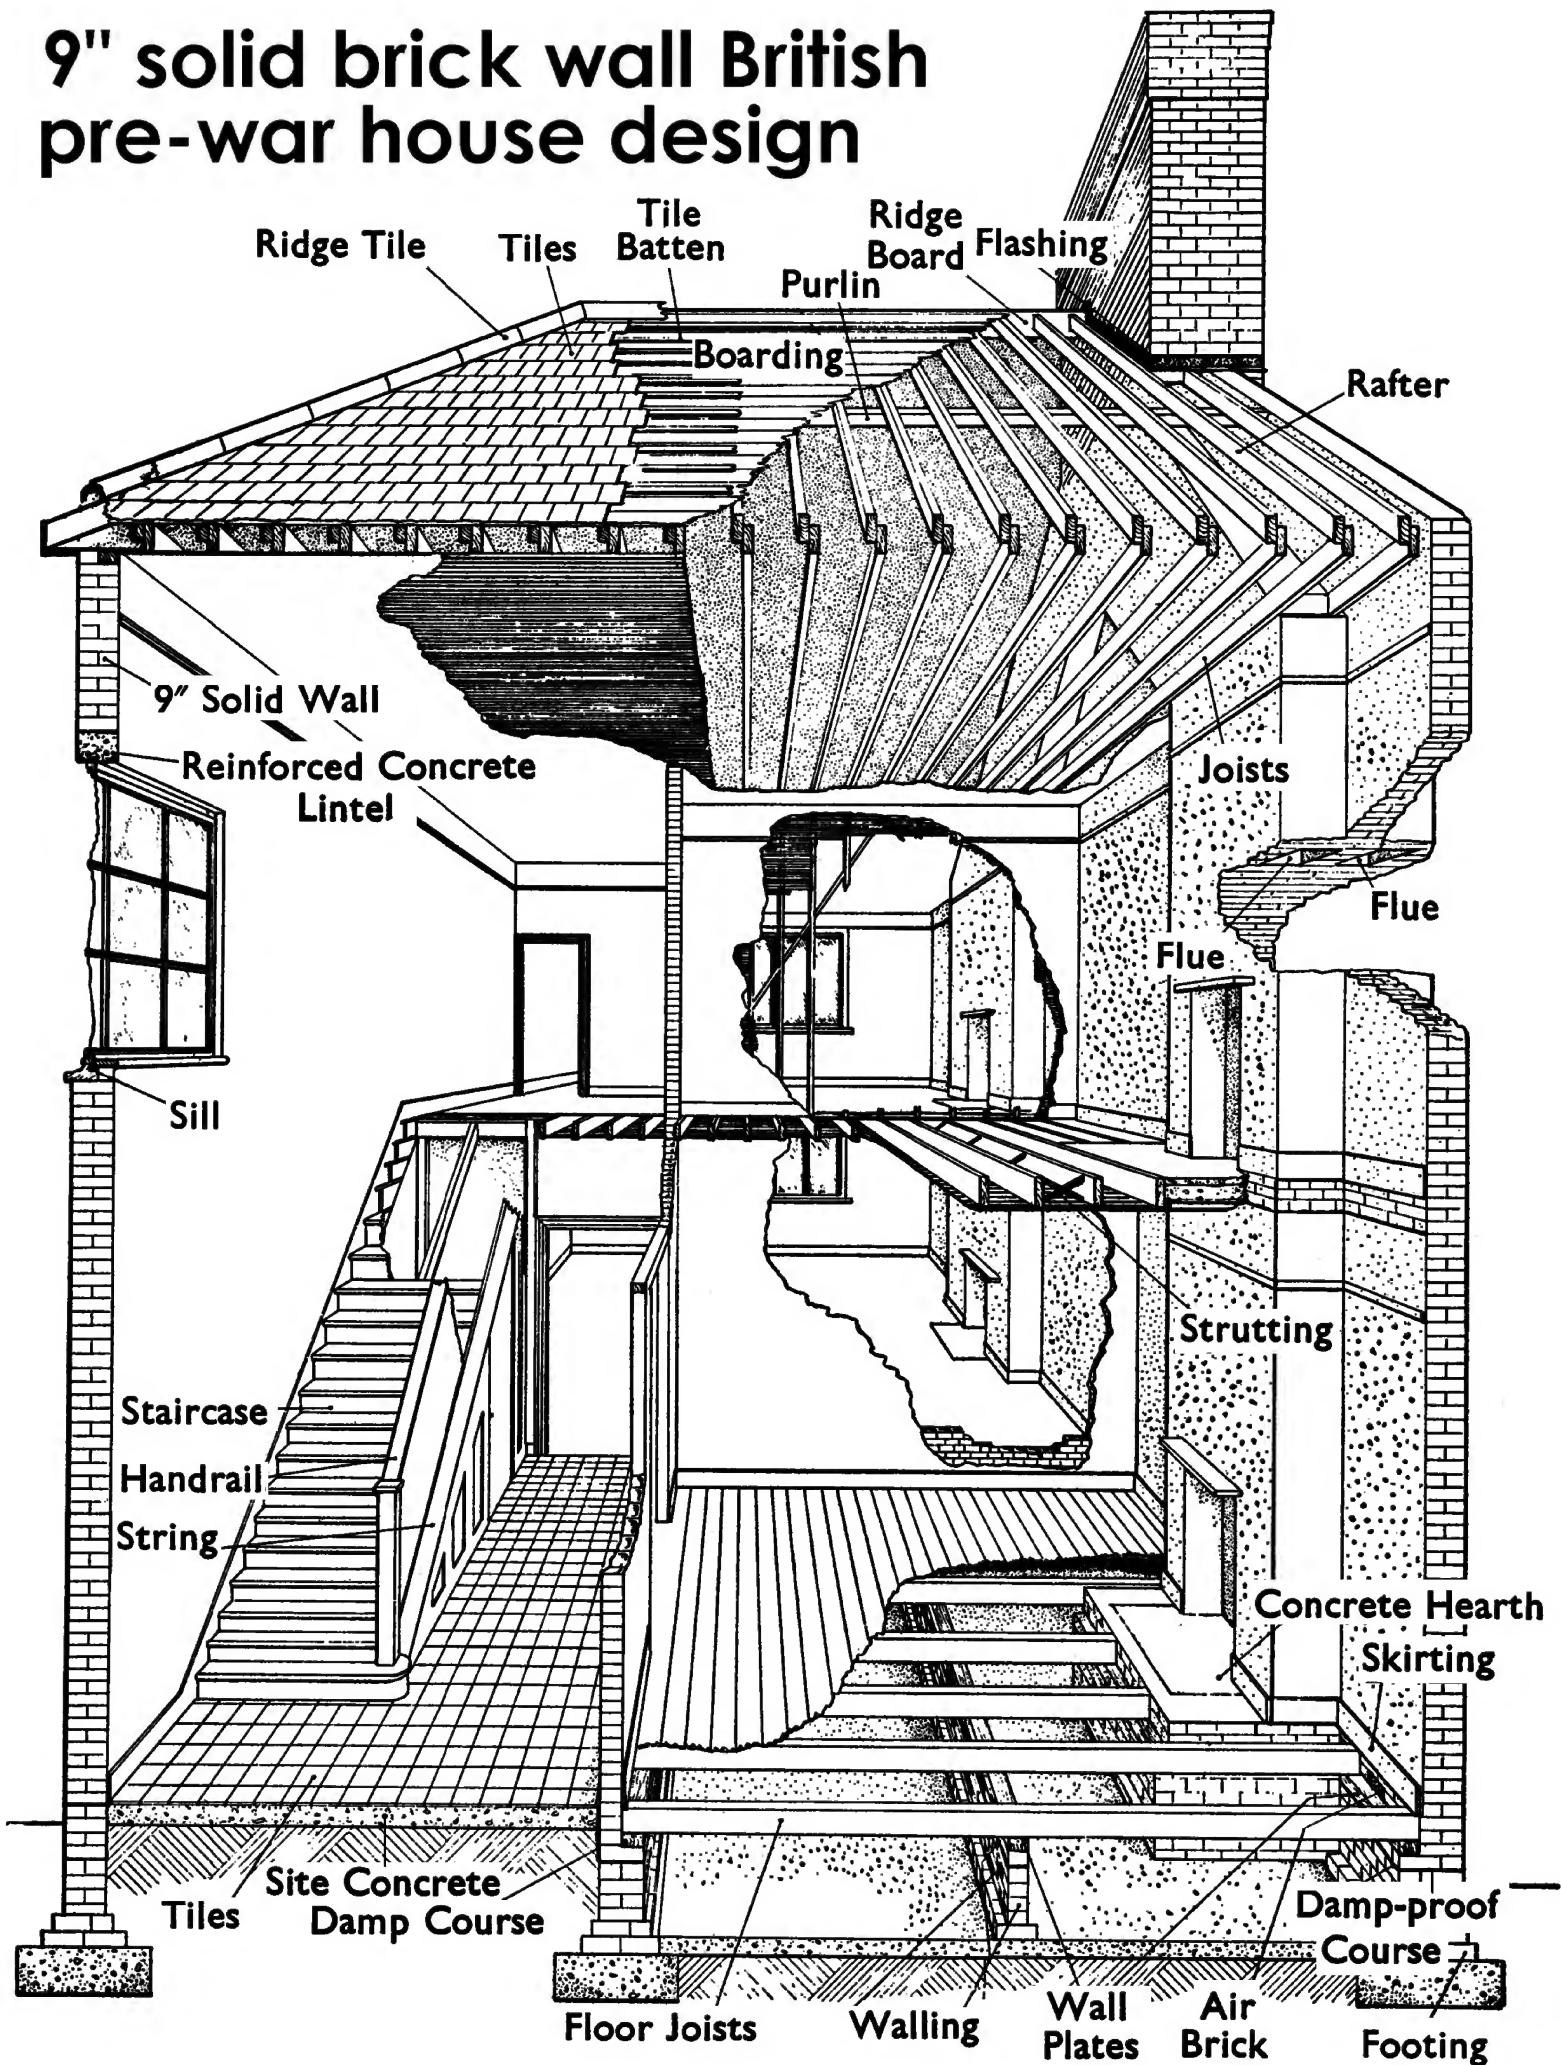 9" solid brick wall British
pre-war house design
Ridge Tile
Tiles
Tile
Batten
Purlin
Ridge
Board
Flashing
Boarding
Rafter
9" Solid Wall
Reinforced Concrete
Lintel
Joists
Flue
Flue
Sill
Strutting
Staircase
Handrail
String
Concrete Hearth
Skirting
Site Concrete
Tiles
Damp Course
Damp-proof
Course
Floor Joists
Walling
Wall
Plates
Air
Brick
Footing